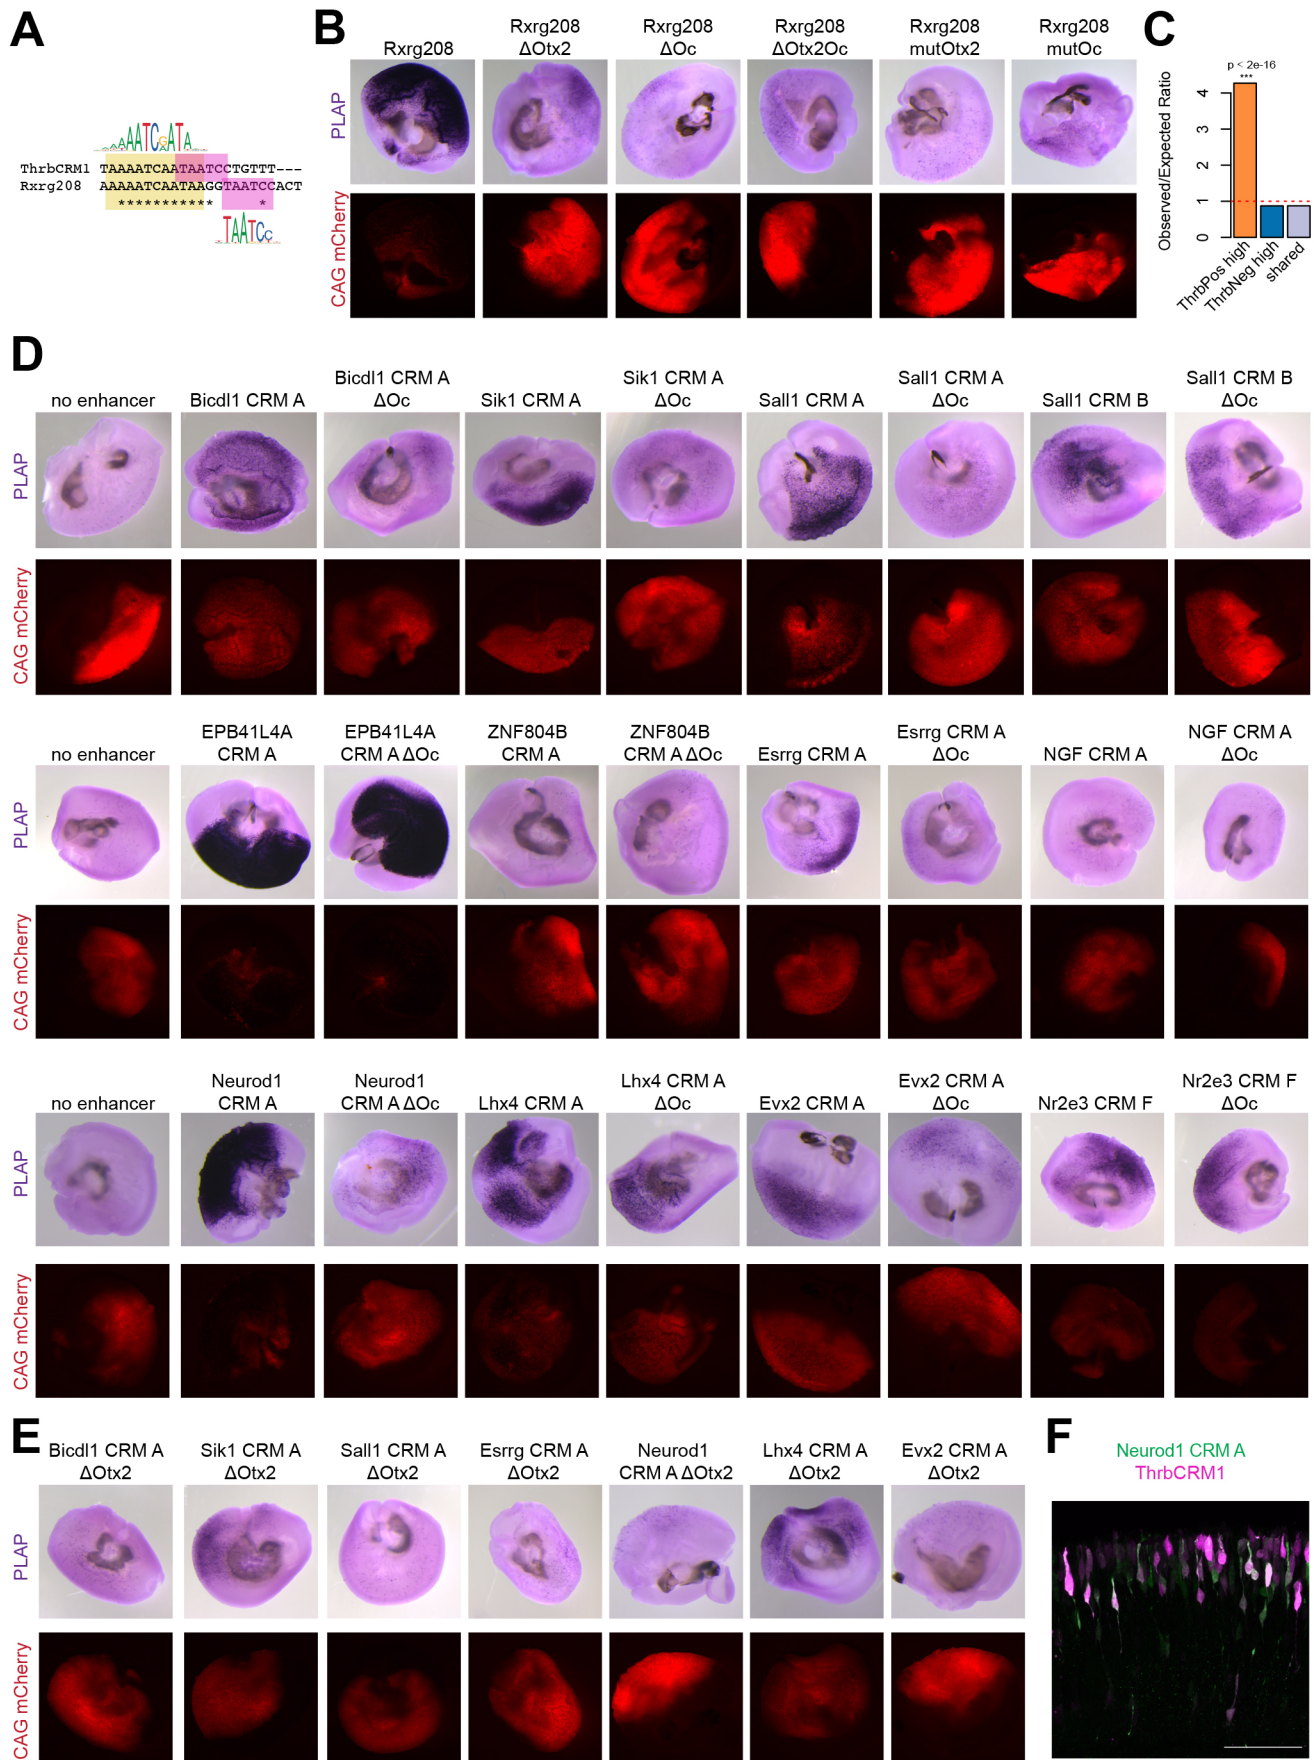 A
AAATCGATA
ThrbCRM1 TAAAATCAATAATCCTGTTT---
Rxrg208 AAAAATCAATAAGGTAATCCACT
*********** *
TAATCC
B
Rxrg208
Rxrg208
ΔOtx2
Rxrg208
ΔOc
Rxrg208
ΔOtx2Oc
Rxrg208
mutOtx2
Rxrg208
mutOc
PLAP
CAG mCherry
C
p < 2e-16
***
Observed/Expected Ratio
4
3
2
1
0
ThrbPos high
ThrbNeg high
shared
D
no enhancer
Bicdl1 CRM A
Bicdl1 CRM A
ΔOc
Sik1 CRM A
Sik1 CRM A
ΔOc
Sall1 CRM A
Sall1 CRM A
ΔOc
Sall1 CRM B
Sall1 CRM B
ΔOc
PLAP
CAG mCherry
no enhancer
EPB41L4A
CRM A
EPB41L4A
CRM A ΔOc
ZNF804B
CRM A
ZNF804B
CRM A ΔOc
Esrrg CRM A
Esrrg CRM A
ΔOc
NGF CRM A
NGF CRM A
ΔOc
PLAP
CAG mCherry
no enhancer
Neurod1
CRM A
Neurod1
CRM A ΔOc
Lhx4 CRM A
Lhx4 CRM A
ΔOc
Evx2 CRM A
Evx2 CRM A
ΔOc
Nr2e3 CRM F
Nr2e3 CRM F
ΔOc
PLAP
CAG mCherry
E
Bicdl1 CRM A
ΔOtx2
Sik1 CRM A
ΔOtx2
Sall1 CRM A
ΔOtx2
Esrrg CRM A
ΔOtx2
Neurod1
CRM A ΔOtx2
Lhx4 CRM A
ΔOtx2
Evx2 CRM A
ΔOtx2
PLAP
CAG mCherry
F
Neurod1 CRM A
ThrbCRM1